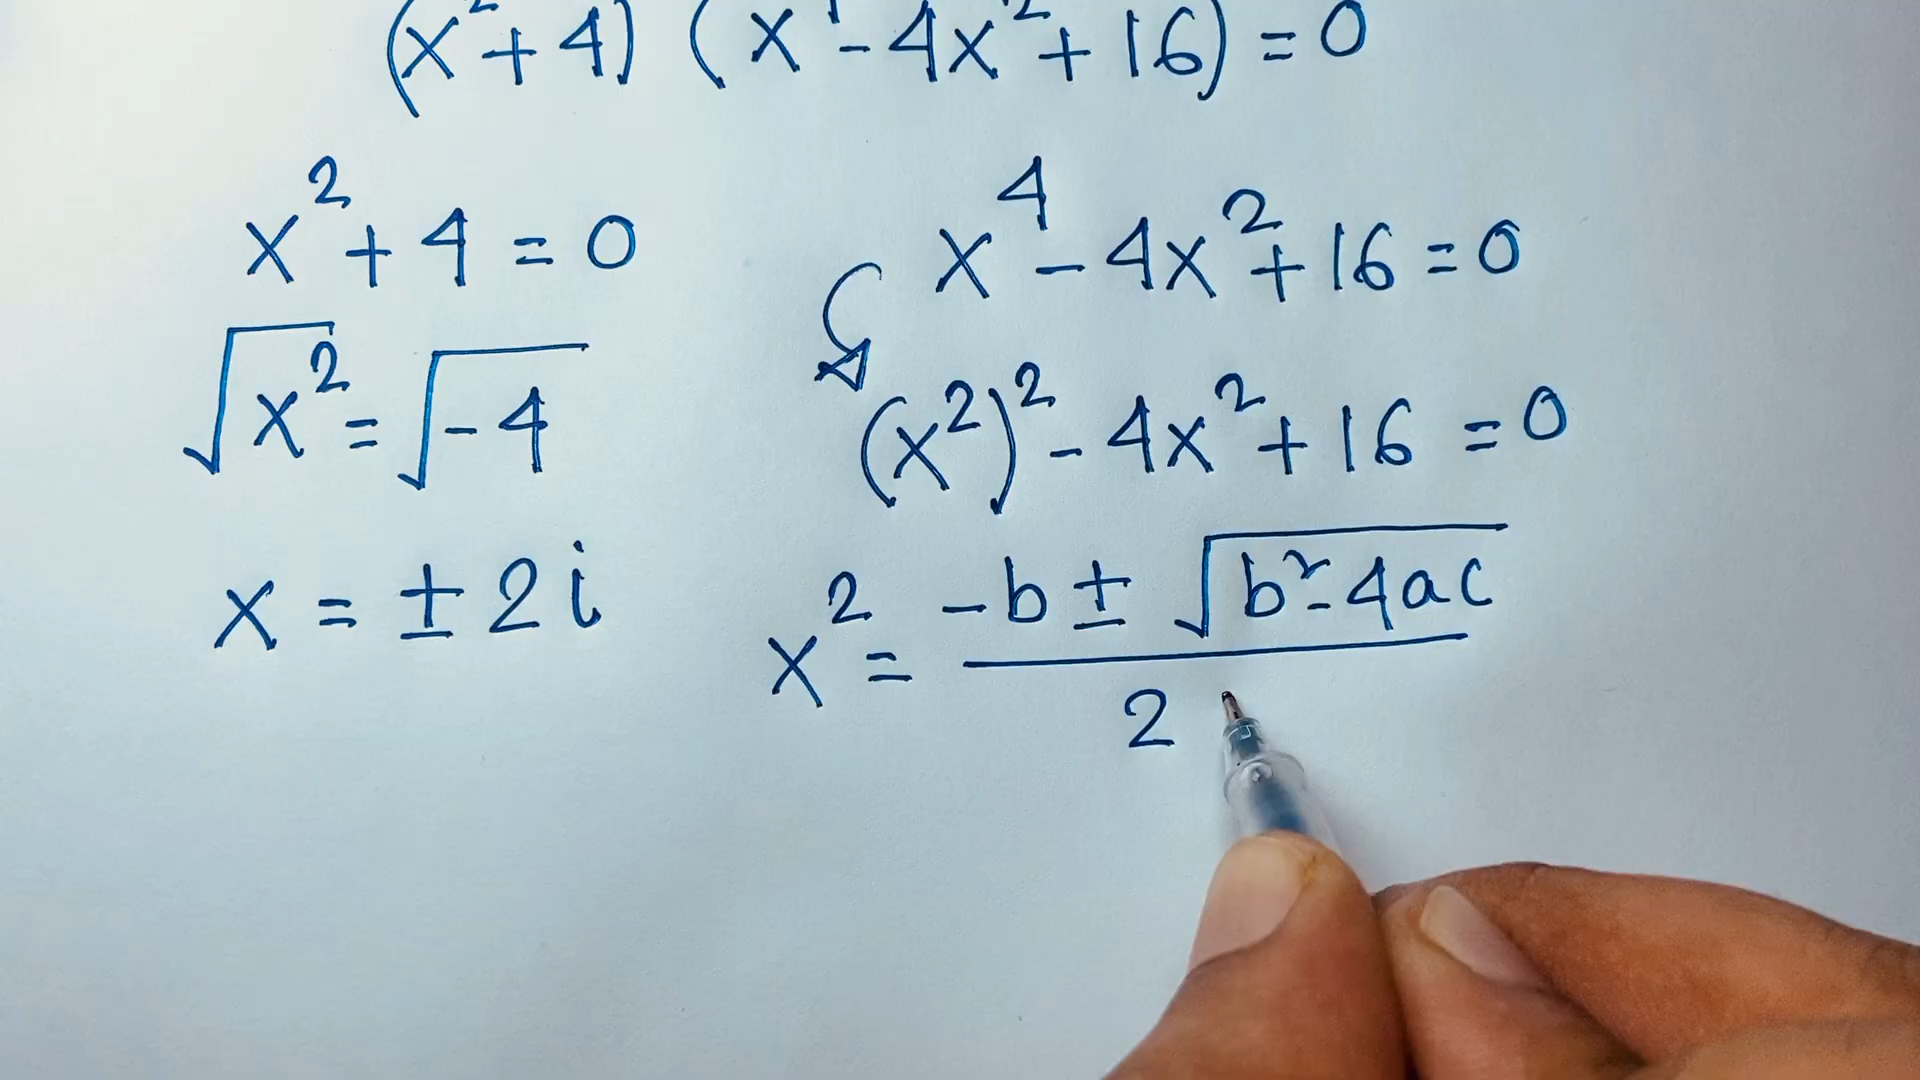 (x²+4) (x⁴-4x²+16)=0
x²+4=0
√x²=√-4
x=±2i
x⁴-4x²+16=0
(x²)²-4x²+16=0
x²=(-b±√b²-4ac)/2